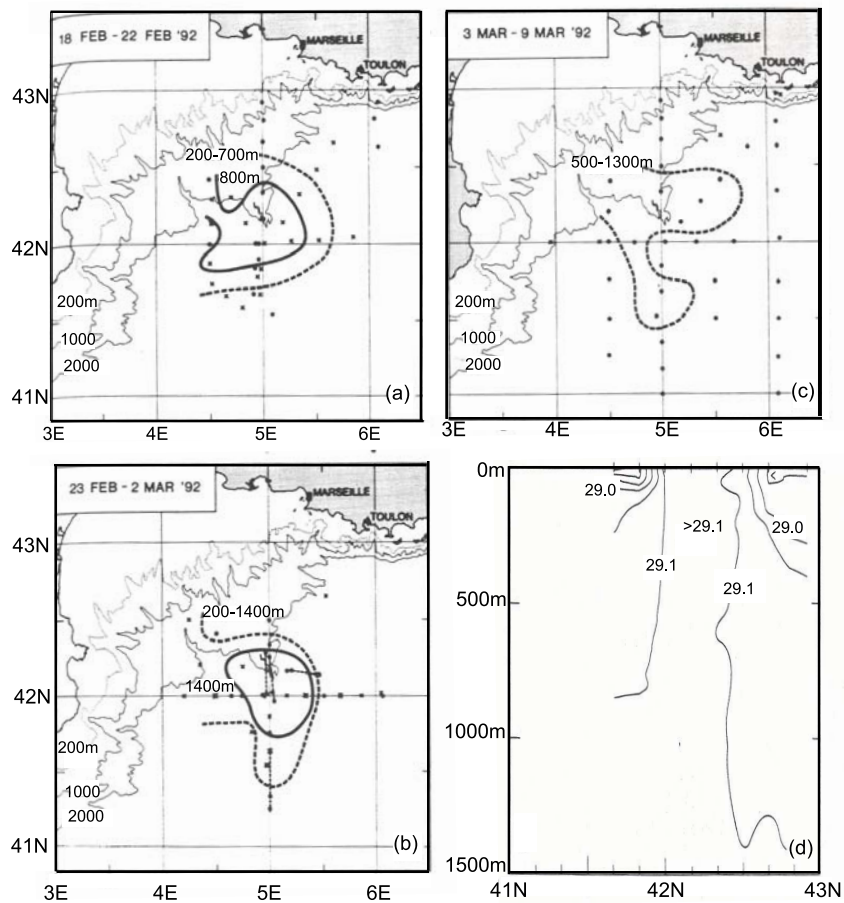 18 FEB - 22 FEB '92
MARSEILLE
TOULON
43N
200-700m
800m
42N
200m
1000
2000
41N
(a)
3E 4E 5E 6E
3 MAR - 9 MAR '92
MARSEILLE
TOULON
500-1300m
200m
1000
2000
(c)
3E 4E 5E 6E
23 FEB - 2 MAR '92
MARSEILLE
TOULON
43N
200-1400m
42N
1400m
200m
1000
2000
41N
(b)
3E 4E 5E 6E
0m
29.0
>29.1
29.0
29.1
29.1
500m
1000m
1500m
(d)
41N 42N 43N